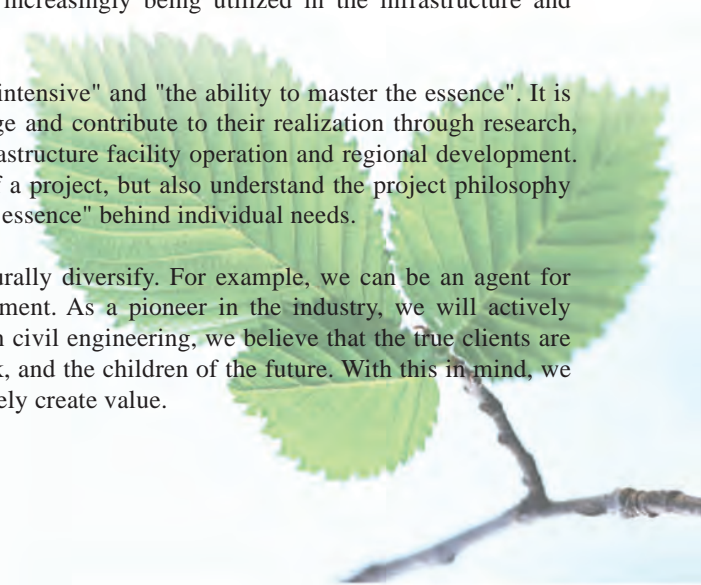 increasingly being utilized in the infrastructure and
intensive" and "the ability to master the essence". It is
ge and contribute to their realization through research,
astructure facility operation and regional development.
f a project, but also understand the project philosophy
essence" behind individual needs.
urally diversify. For example, we can be an agent for
ment. As a pioneer in the industry, we will actively
n civil engineering, we believe that the true clients are
k, and the children of the future. With this in mind, we
ely create value.